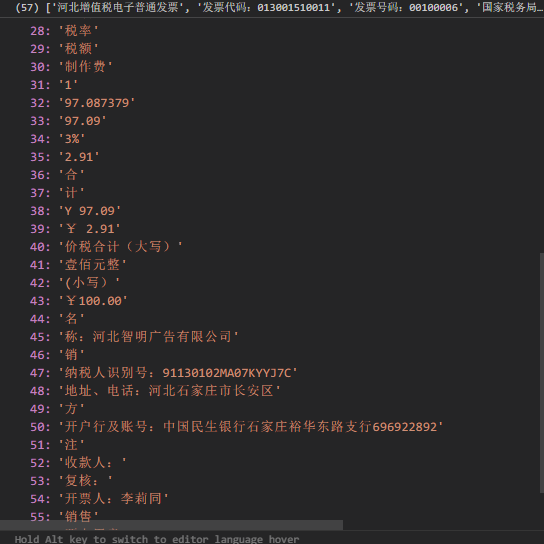 (57) ['河北增值税电子普通发票', '发票代码：013001510011', '发票号码：00100006', '国家税务局…
28: '税率'
29: '税额'
30: '制作费'
31: '1'
32: '97.087379'
33: '97.09'
34: '3%'
35: '2.91'
36: '合'
37: '计'
38: 'Y 97.09'
39: '￥ 2.91'
40: '价税合计（大写）'
41: '壹佰元整'
42: '(小写）'
43: '￥100.00'
44: '名'
45: '称：河北智明广告有限公司'
46: '销'
47: '纳税人识别号：91130102MA07KYYJ7C'
48: '地址、电话：河北石家庄市长安区'
49: '方'
50: '开户行及账号：中国民生银行石家庄裕华东路支行696922892'
51: '注'
52: '收款人：'
53: '复核：'
54: '开票人：李莉同'
55: '销售'
Hold Alt key to switch to editor language hover